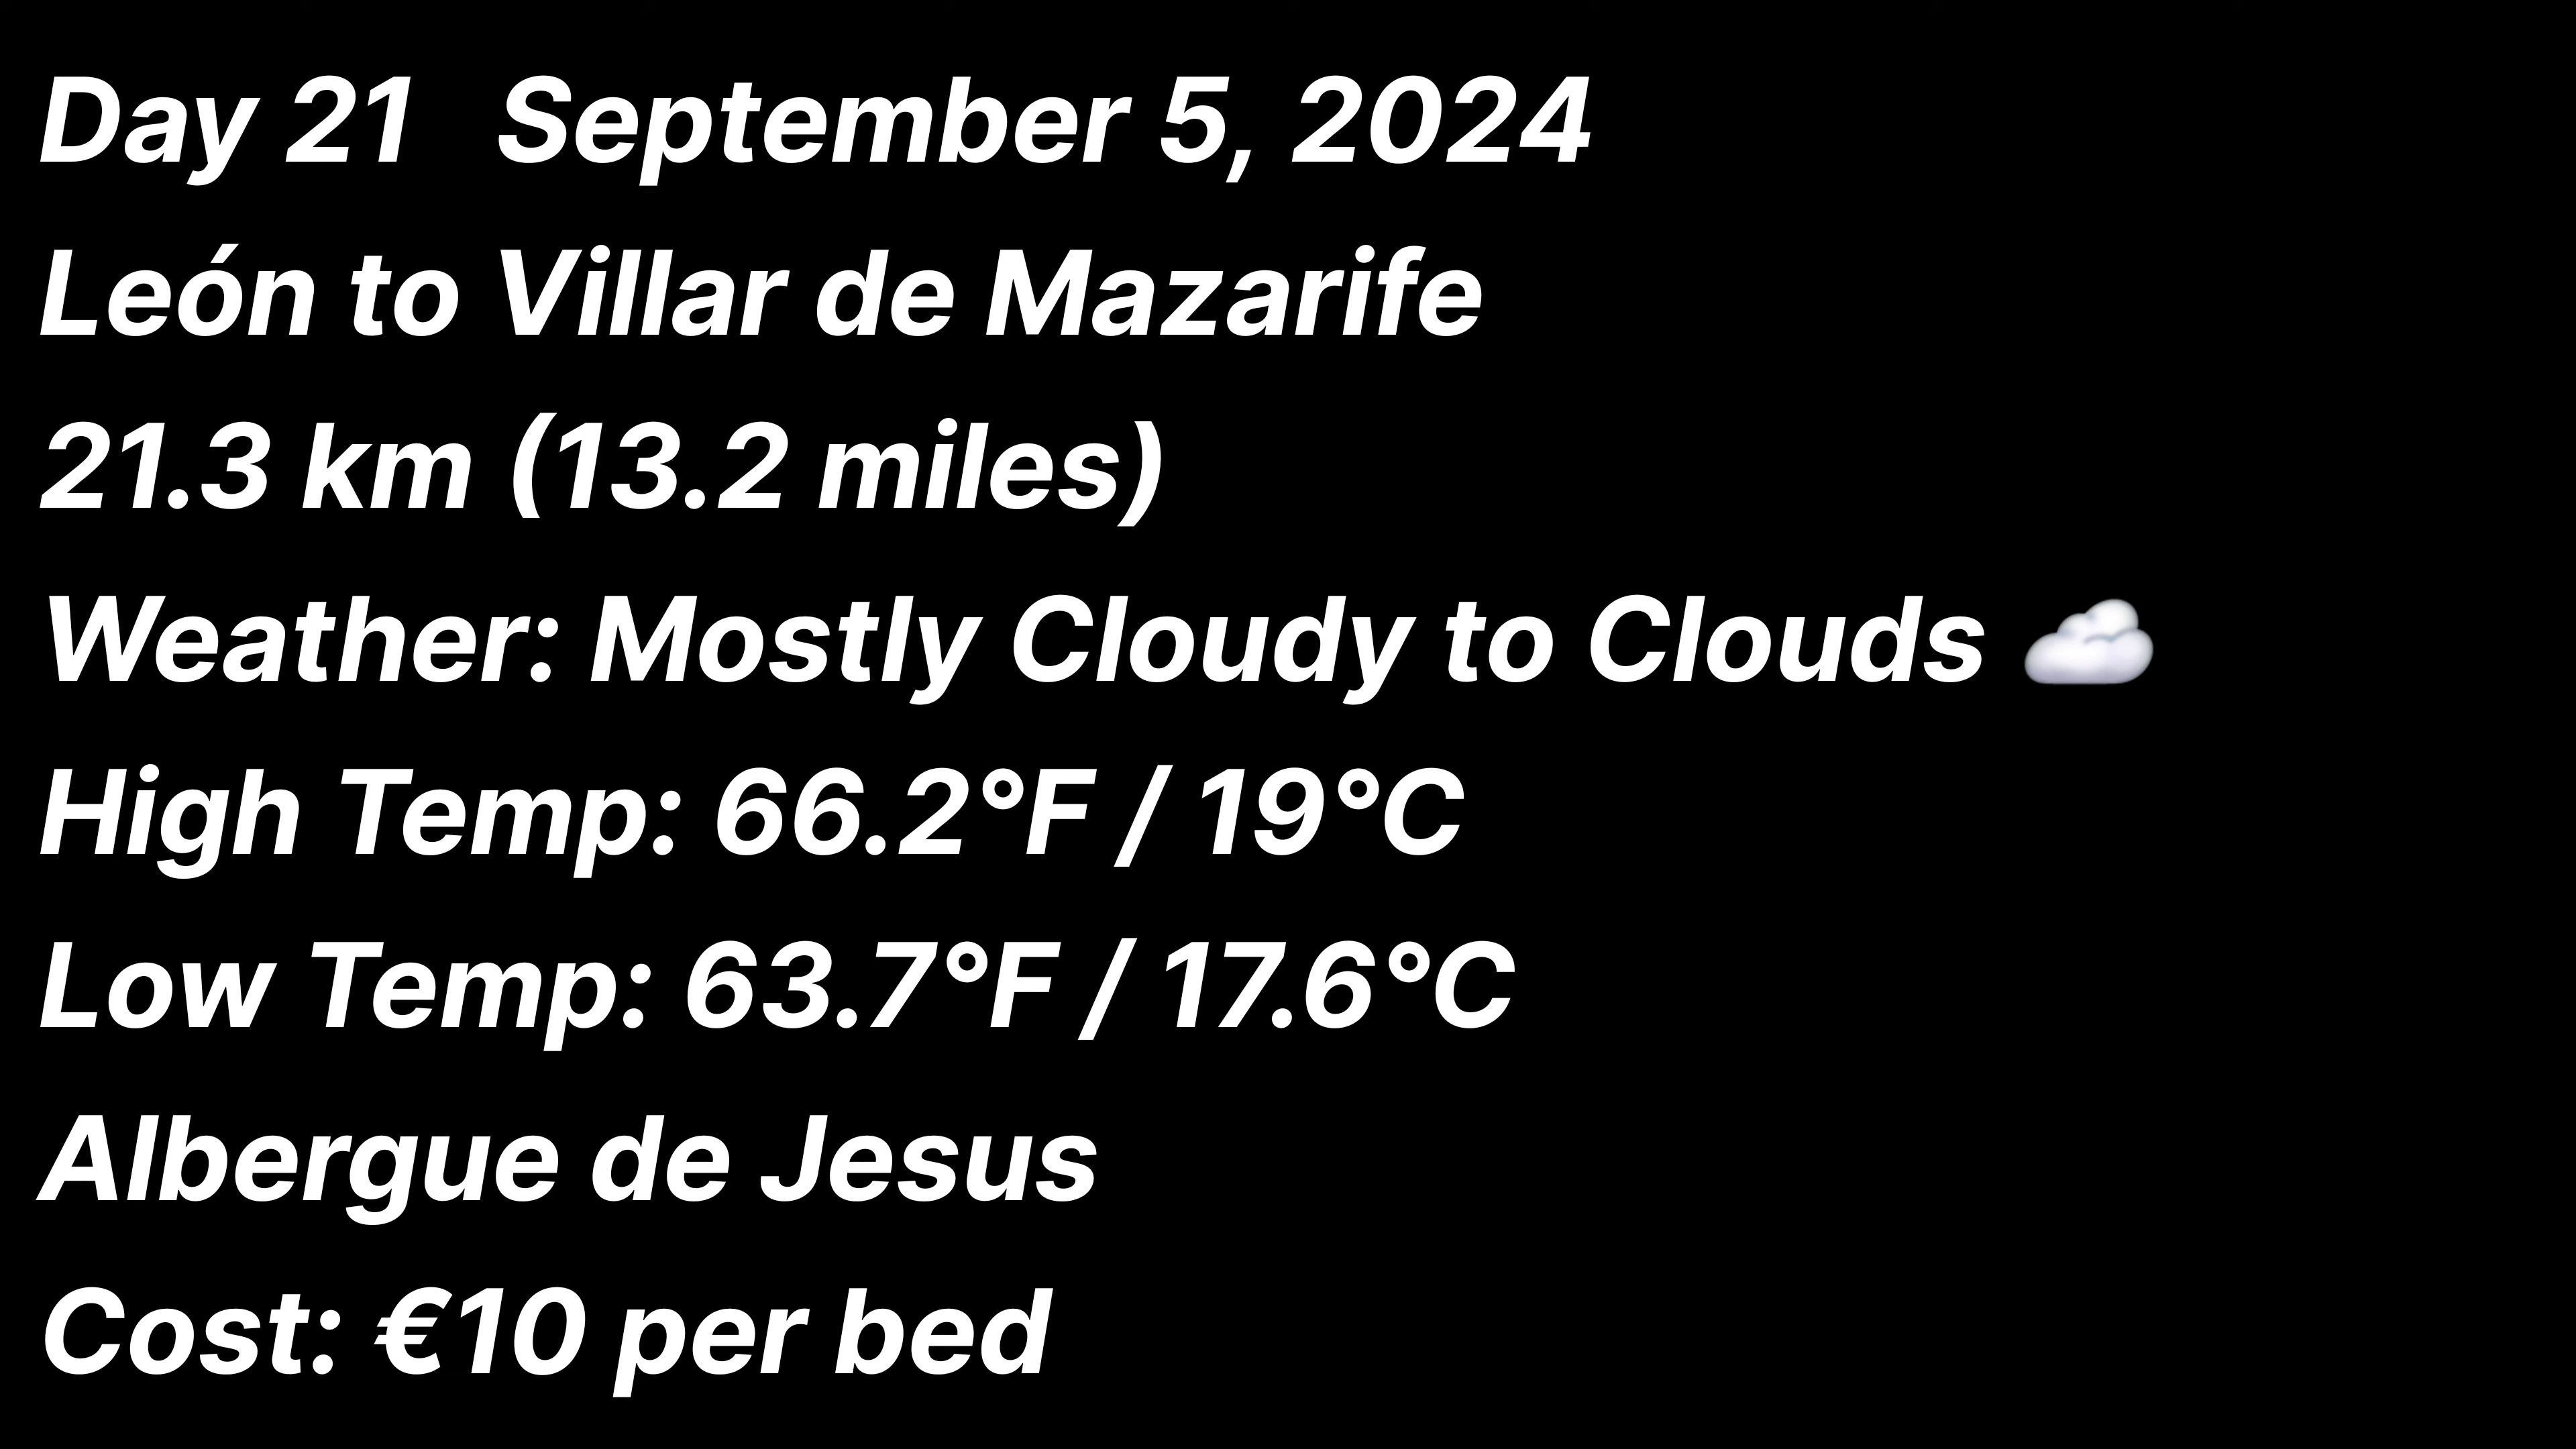 Day 21   September 5, 2024
León to Villar de Mazarife
21.3 km (13.2 miles)
Weather: Mostly Cloudy to Clouds ☁️
High Temp: 66.2°F / 19°C
Low Temp: 63.7°F / 17.6°C
Albergue de Jesus
Cost: €10 per bed